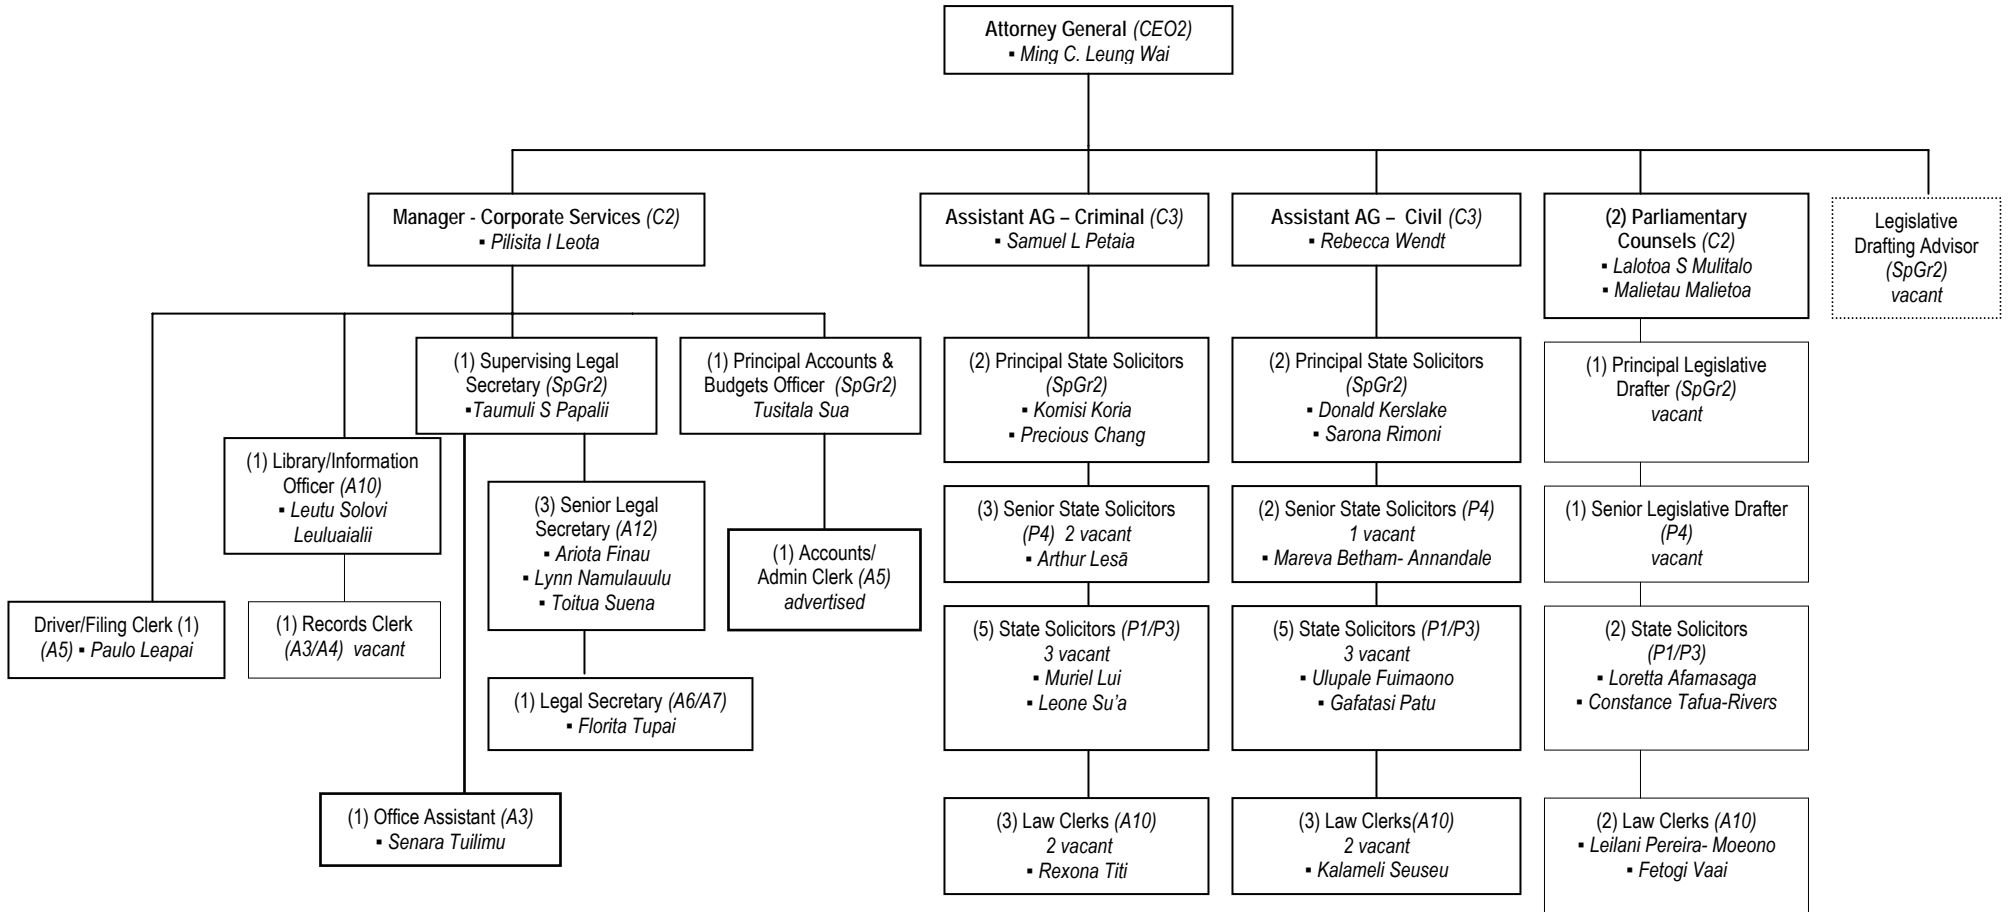 Attorney General (CEO2)
▪ Ming C. Leung Wai
Manager - Corporate Services (C2)
▪ Pilisita I Leota
Assistant AG – Criminal (C3)
▪ Samuel L Petaia
Assistant AG – Civil (C3)
▪ Rebecca Wendt
(2) Parliamentary
Counsels (C2)
▪ Lalotoa S Mulitalo
▪ Malietau Malietoa
Legislative
Drafting Advisor
(SpGr2)
vacant
(1) Supervising Legal
Secretary (SpGr2)
▪Taumuli S Papalii
(1) Principal Accounts &
Budgets Officer (SpGr2)
Tusitala Sua
(2) Principal State Solicitors
(SpGr2)
▪ Komisi Koria
▪ Precious Chang
(2) Principal State Solicitors
(SpGr2)
▪ Donald Kerslake
▪ Sarona Rimoni
(1) Principal Legislative
Drafter (SpGr2)
vacant
(1) Library/Information
Officer (A10)
▪ Leutu Solovi
Leuluaialii
(3) Senior Legal
Secretary (A12)
▪ Ariota Finau
▪ Lynn Namulauulu
▪ Toitua Suena
(1) Accounts/
Admin Clerk (A5)
advertised
(3) Senior State Solicitors
(P4) 2 vacant
▪ Arthur Lesā
(2) Senior State Solicitors (P4)
1 vacant
▪ Mareva Betham- Annandale
(1) Senior Legislative Drafter
(P4)
vacant
Driver/Filing Clerk (1)
(A5) ▪ Paulo Leapai
(1) Records Clerk
(A3/A4) vacant
(5) State Solicitors (P1/P3)
3 vacant
▪ Muriel Lui
▪ Leone Su’a
(5) State Solicitors (P1/P3)
3 vacant
▪ Ulupale Fuimaono
▪ Gafatasi Patu
(2) State Solicitors
(P1/P3)
▪ Loretta Afamasaga
▪ Constance Tafua-Rivers
(1) Legal Secretary (A6/A7)
▪ Florita Tupai
(1) Office Assistant (A3)
▪ Senara Tuilimu
(3) Law Clerks (A10)
2 vacant
▪ Rexona Titi
(3) Law Clerks(A10)
2 vacant
▪ Kalameli Seuseu
(2) Law Clerks (A10)
▪ Leilani Pereira- Moeono
▪ Fetogi Vaai